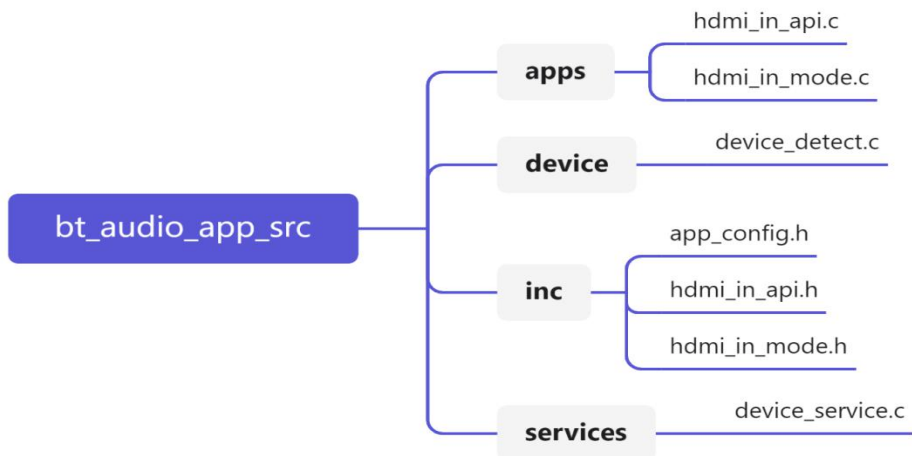 bt_audio_app_src
apps
hdmi_in_api.c
hdmi_in_mode.c
device
device_detect.c
inc
app_config.h
hdmi_in_api.h
hdmi_in_mode.h
services
device_service.c